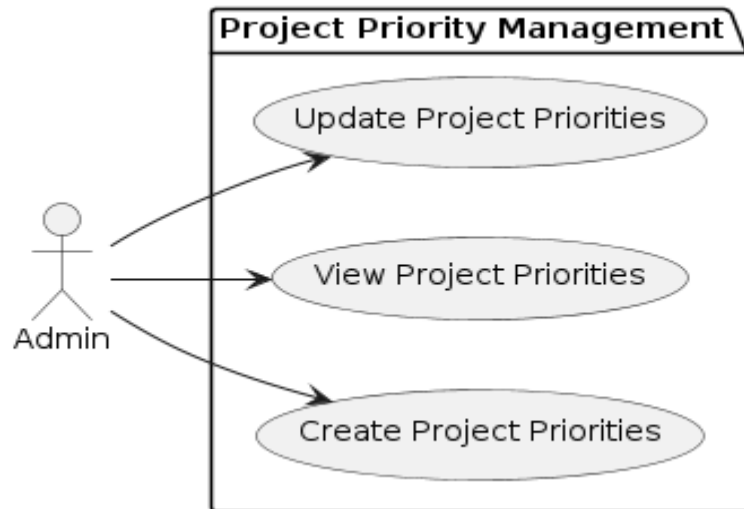 Project Priority Management
Update Project Priorities
View Project Priorities
Admin
Create Project Priorities